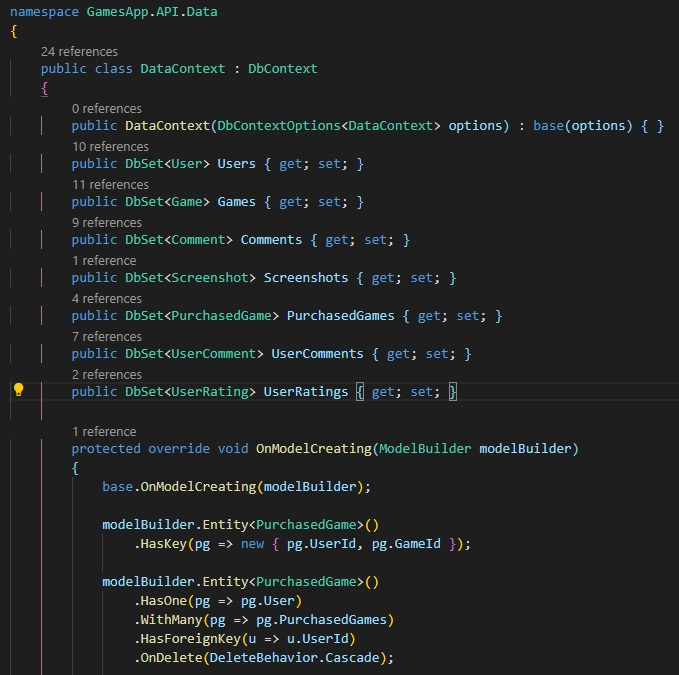 namespace GamesApp.API.Data
{
24 references
public class DataContext : DbContext
{
0 references
public DataContext(DbContextOptions<DataContext> options) : base(options) { }
10 references
public DbSet<User> Users { get; set; }
11 references
public DbSet<Game> Games { get; set; }
9 references
public DbSet<Comment> Comments { get; set; }
1 reference
public DbSet<Screenshot> Screenshots { get; set; }
4 references
public DbSet<PurchasedGame> PurchasedGames { get; set; }
7 references
public DbSet<UserComment> UserComments { get; set; }
2 references
public DbSet<UserRating> UserRatings { get; set; }
1 reference
protected override void OnModelCreating(ModelBuilder modelBuilder)
{
base.OnModelCreating(modelBuilder);
modelBuilder.Entity<PurchasedGame>()
.HasKey(pg => new { pg.UserId, pg.GameId });
modelBuilder.Entity<PurchasedGame>()
.HasOne(pg => pg.User)
.WithMany(pg => pg.PurchasedGames)
.HasForeignKey(u => u.UserId)
.OnDelete(DeleteBehavior.Cascade);